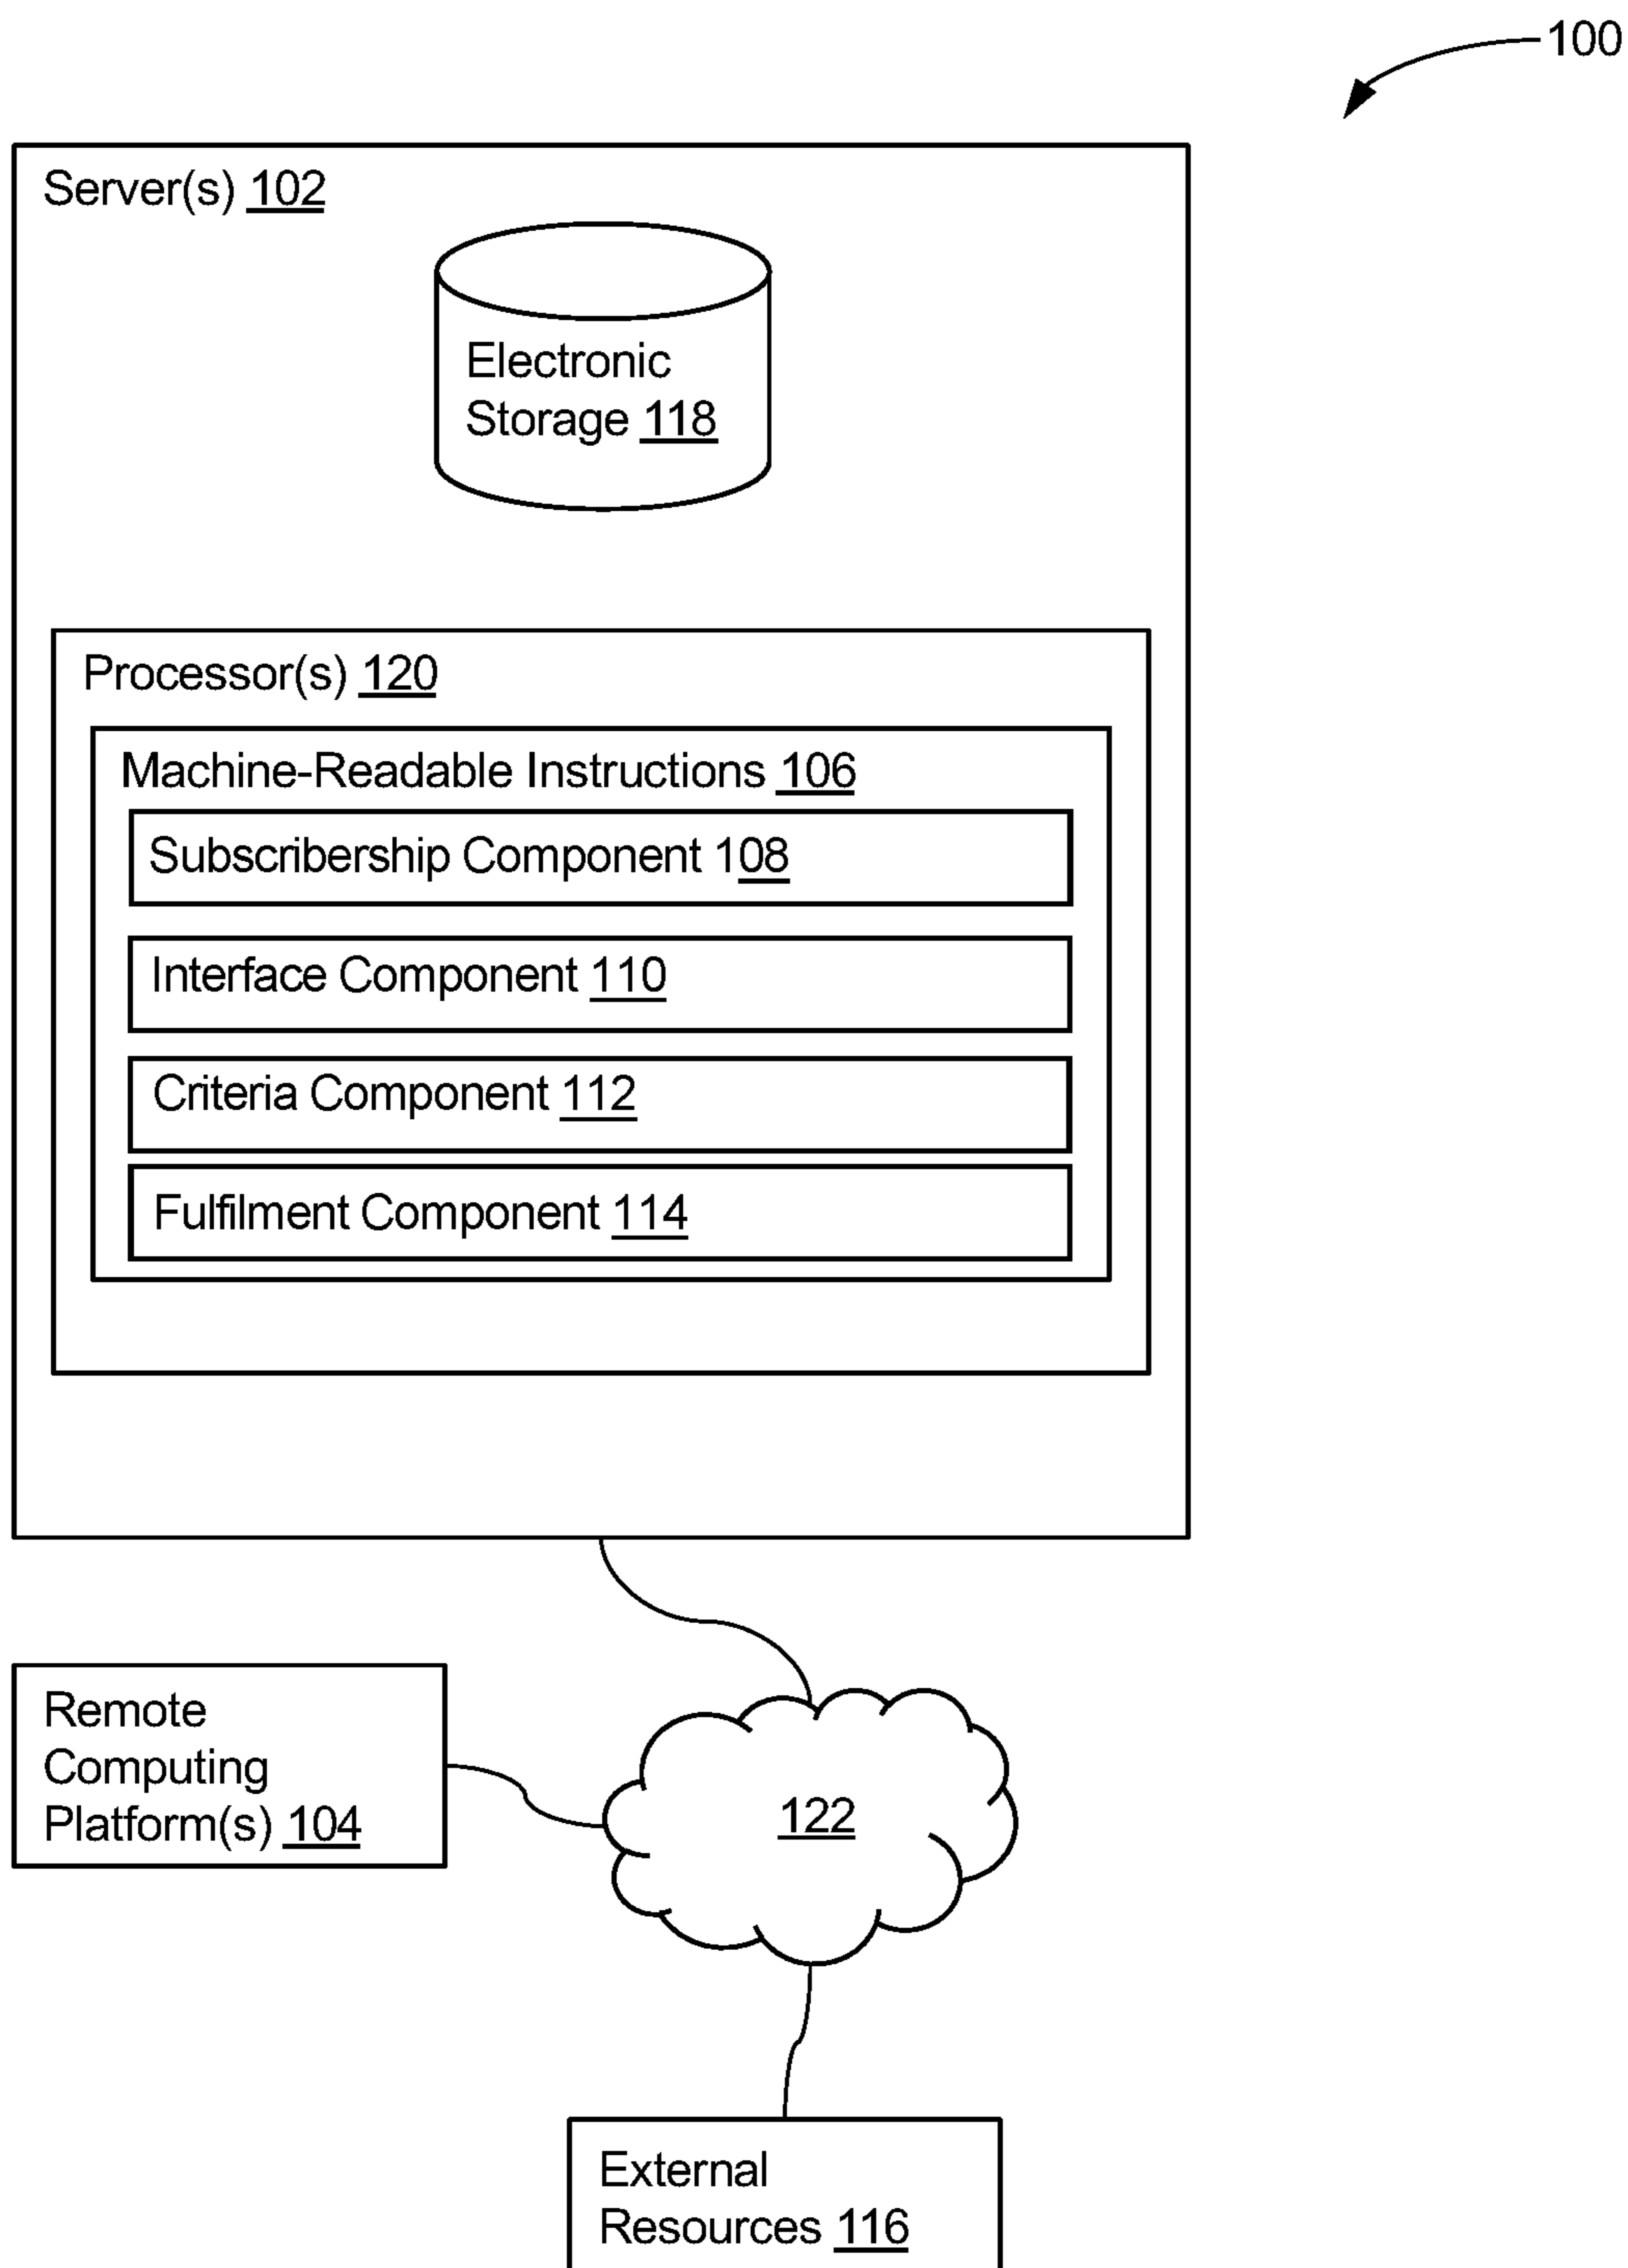 100
Server(s) 102
Electronic
Storage 118
Processor(s) 120
Machine-Readable Instructions 106
Subscribership Component 108
Interface Component 110
Criteria Component 112
Fulfilment Component 114
Remote
Computing
Platform(s) 104
122
External
Resources 116